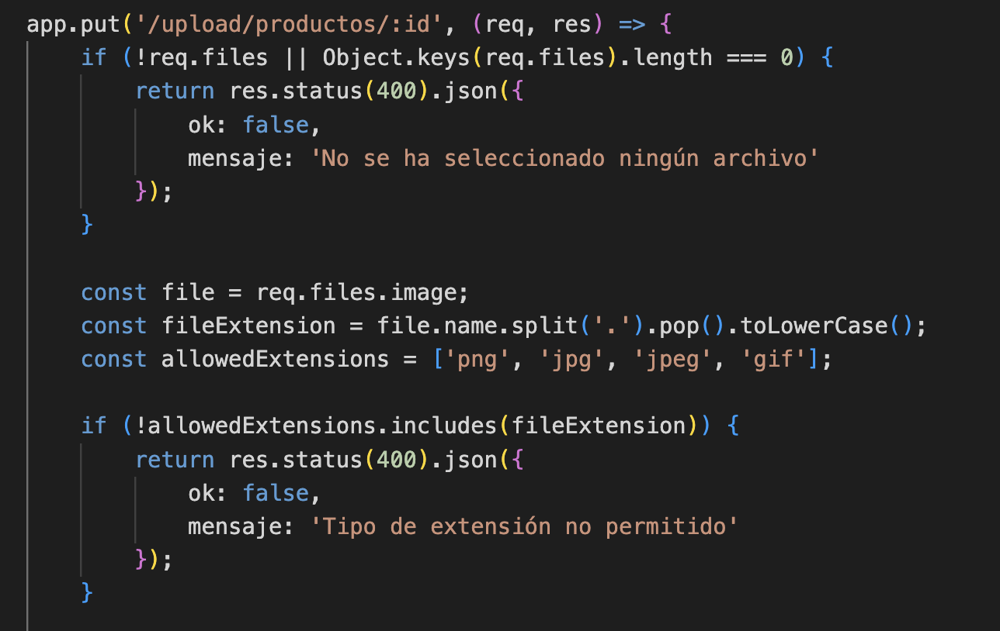 app.put('/upload/productos/:id', (req, res) => {
    if (!req.files || Object.keys(req.files).length === 0) {
        return res.status(400).json({
            ok: false,
            mensaje: 'No se ha seleccionado ningún archivo'
        });
    }

    const file = req.files.image;
    const fileExtension = file.name.split('.').pop().toLowerCase();
    const allowedExtensions = ['png', 'jpg', 'jpeg', 'gif'];

    if (!allowedExtensions.includes(fileExtension)) {
        return res.status(400).json({
            ok: false,
            mensaje: 'Tipo de extensión no permitido'
        });
    }